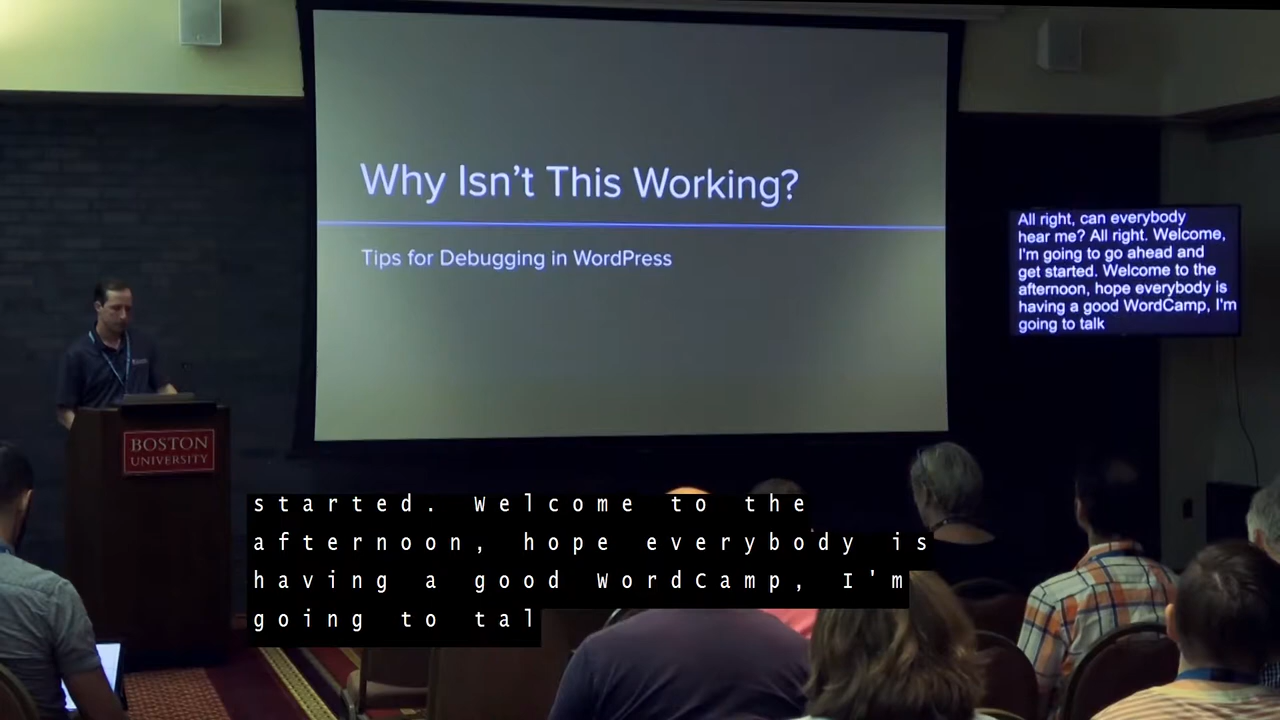 Why Isn't This Working?
Tips for Debugging in WordPress
All right, can everybody
hear me? All right. Welcome,
I'm going to go ahead and
get started. Welcome to the
afternoon, hope everybody is
having a good WordCamp, I'm
going to talk
BOSTON
UNIVERSITY
started. Welcome to the
afternoon, hope everybody is
having a good WordCamp, I'm
going to tal